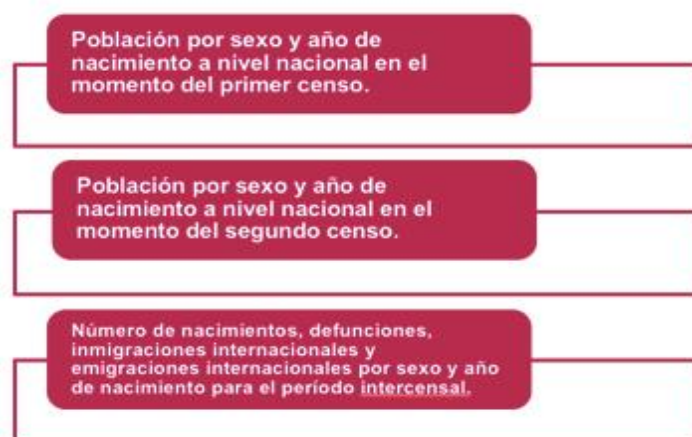 Población por sexo y año de
nacimiento a nivel nacional en el
momento del primer censo.
Población por sexo y año de
nacimiento a nivel nacional en el
momento del segundo censo.
Número de nacimientos, defunciones,
inmigraciones internacionales y
emigraciones internacionales por sexo y año
de nacimiento para el período intercensal.